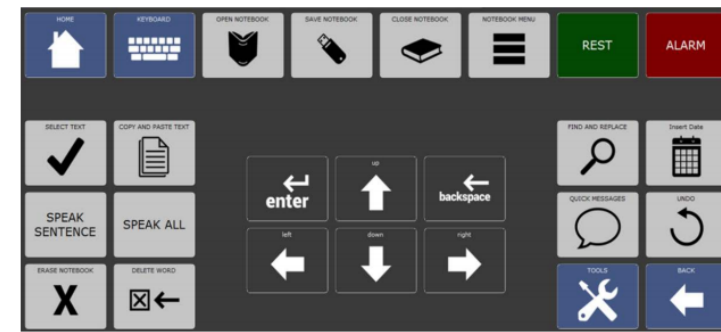 HOME
KEYBOARD
OPEN NOTEBOOK
SAVE NOTEBOOK
CLOSE NOTEBOOK
NOTEBOOK MENU
REST
ALARM
SELECT TEXT
COPY AND PASTE TEXT
FIND AND REPLACE
Insert Date
enter
up
backspace
SPEAK
SENTENCE
SPEAK ALL
QUICK MESSAGES
UNDO
left
down
right
ERASE NOTEBOOK
X
DELETE WORD
TOOLS
BACK